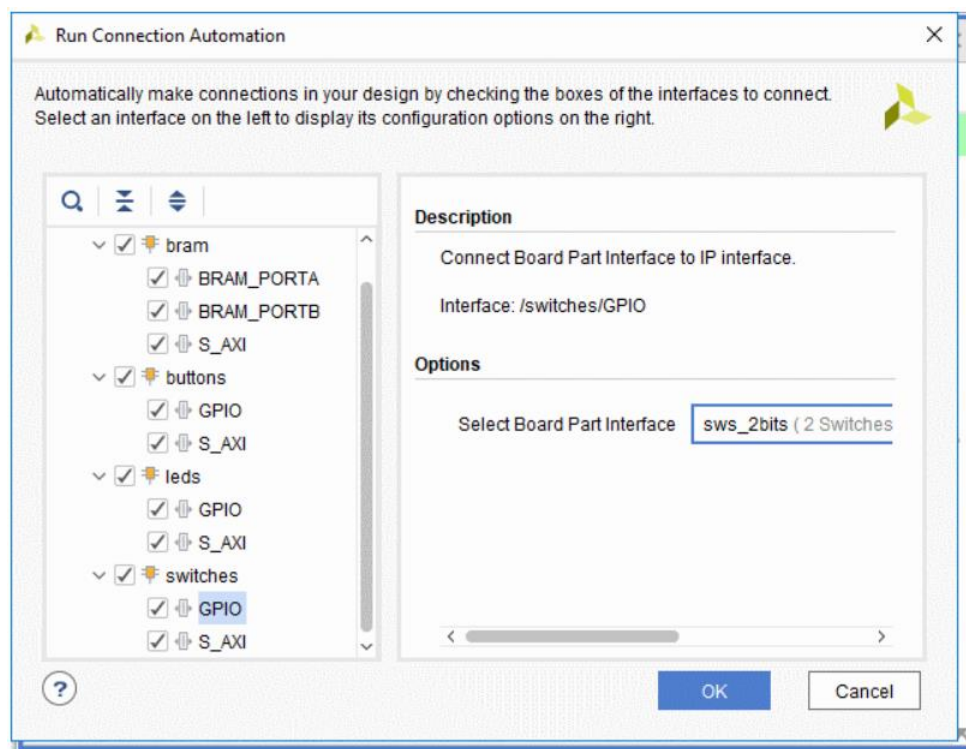 Run Connection Automation
Automatically make connections in your design by checking the boxes of the interfaces to connect.
Select an interface on the left to display its configuration options on the right.
bram
BRAM_PORTA
BRAM_PORTB
S_AXI
buttons
GPIO
S_AXI
leds
GPIO
S_AXI
switches
GPIO
S_AXI
Description
Connect Board Part Interface to IP interface.
Interface: /switches/GPIO
Options
Select Board Part Interface sws_2bits ( 2 Switches
?
OK
Cancel